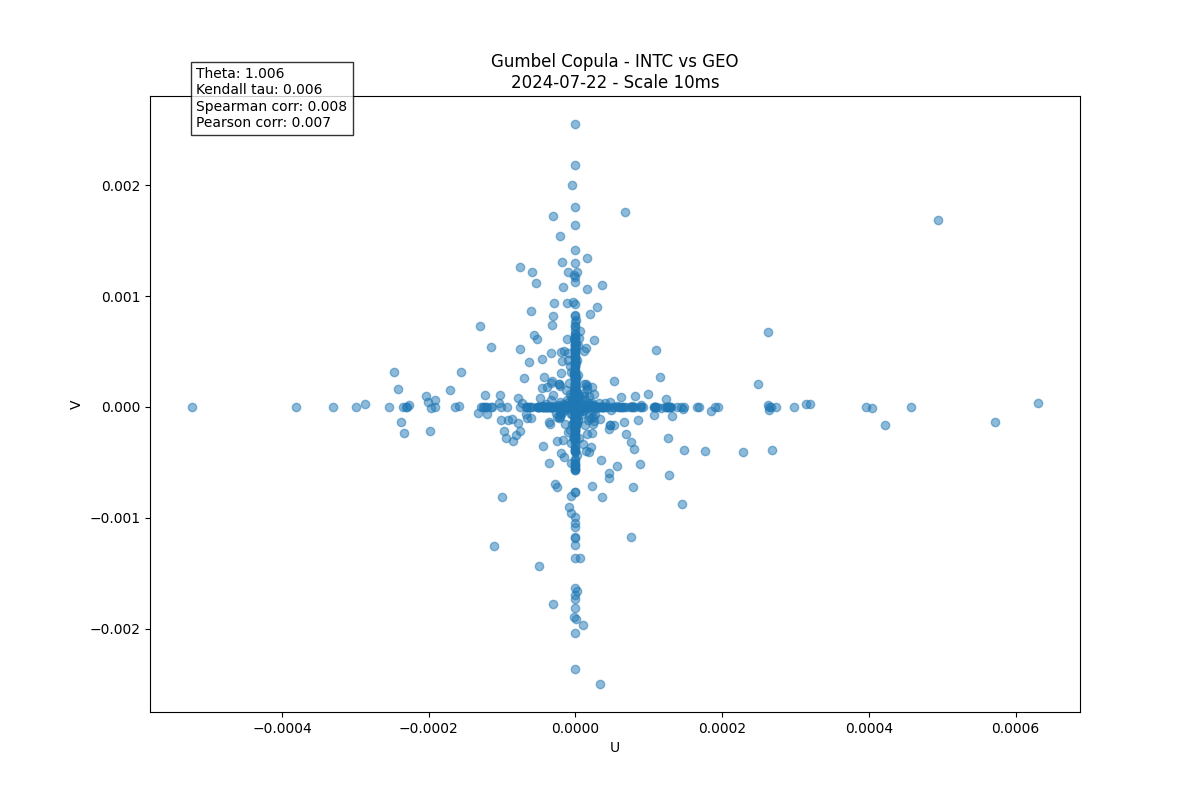 Gumbel Copula - INTC vs GEO
2024-07-22 - Scale 10ms
Theta: 1.006
Kendall tau: 0.006
Spearman corr: 0.008
Pearson corr: 0.007
0.002
0.001
0.000
−0.001
−0.002
V
−0.0004
−0.0002
0.0000
0.0002
0.0004
0.0006
U